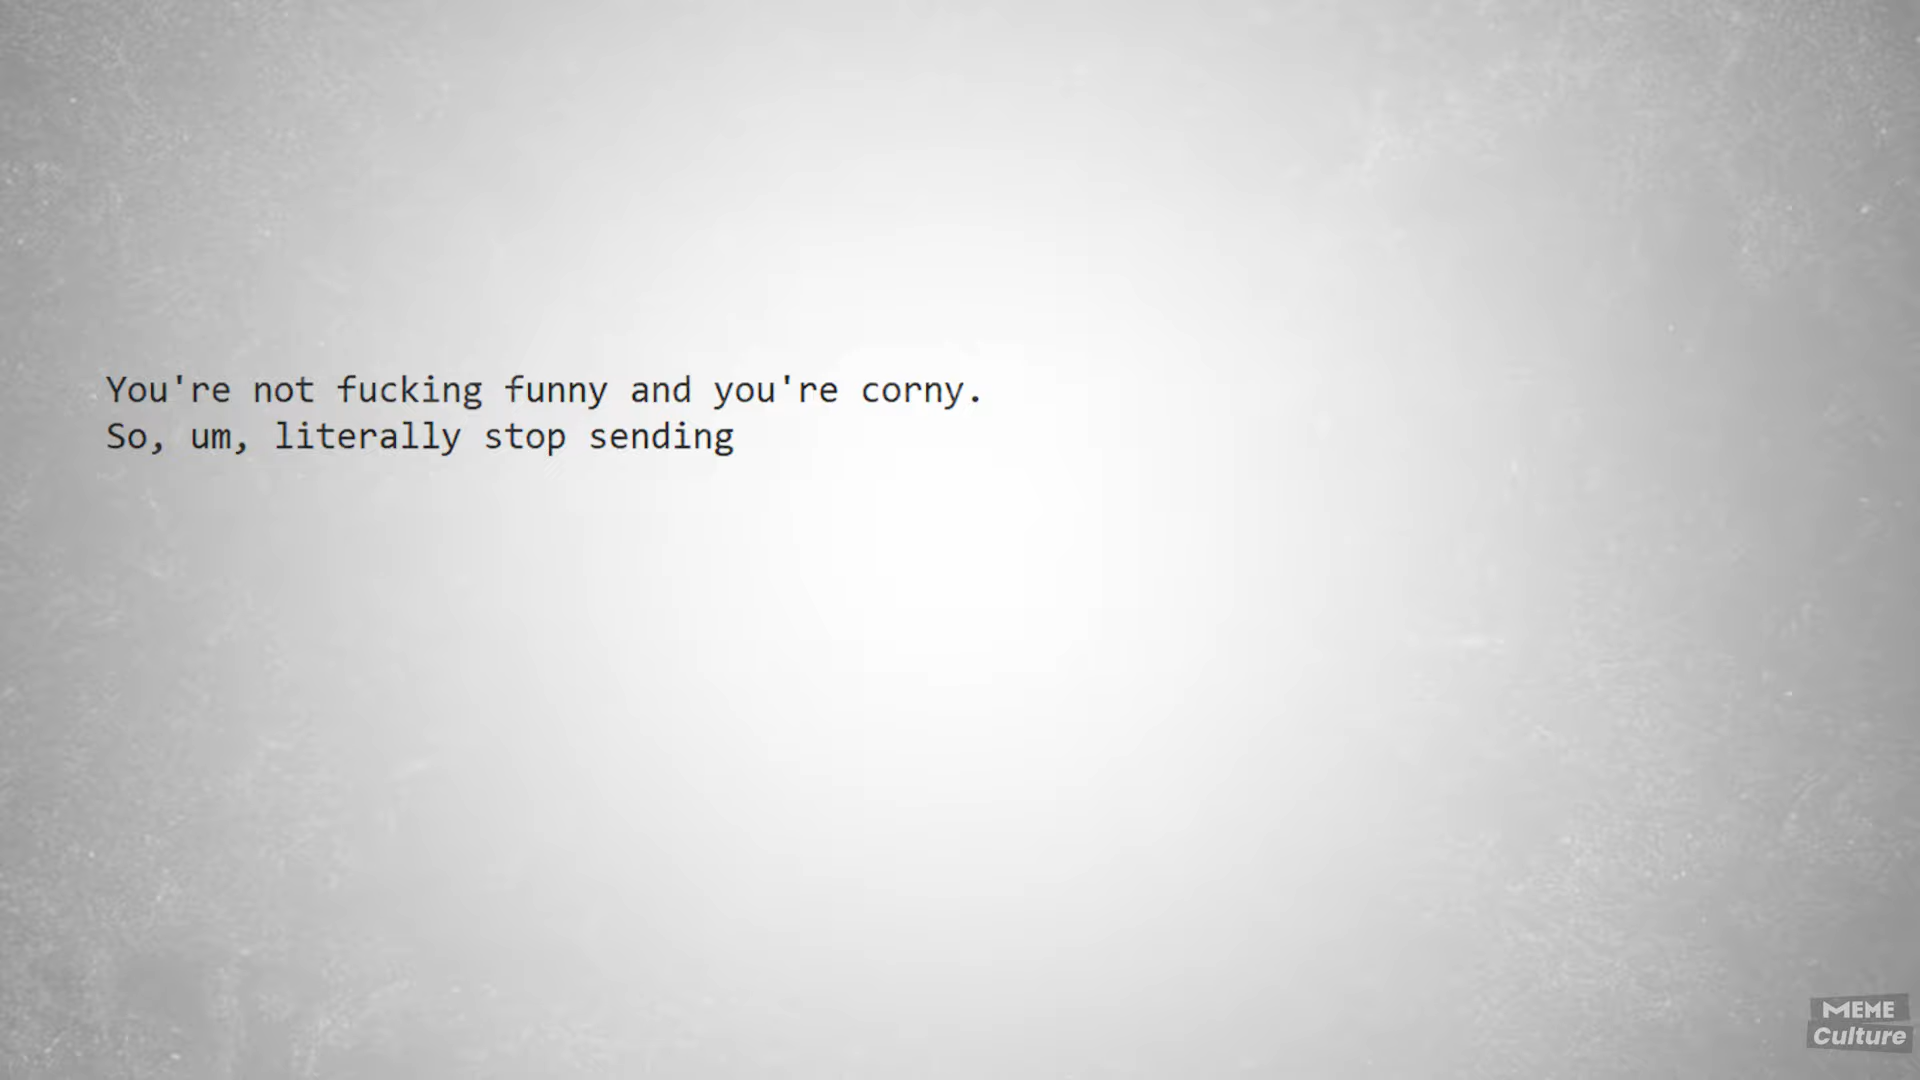 You're not fucking funny and you're corny.
So, um, literally stop sending
MEME
Culture